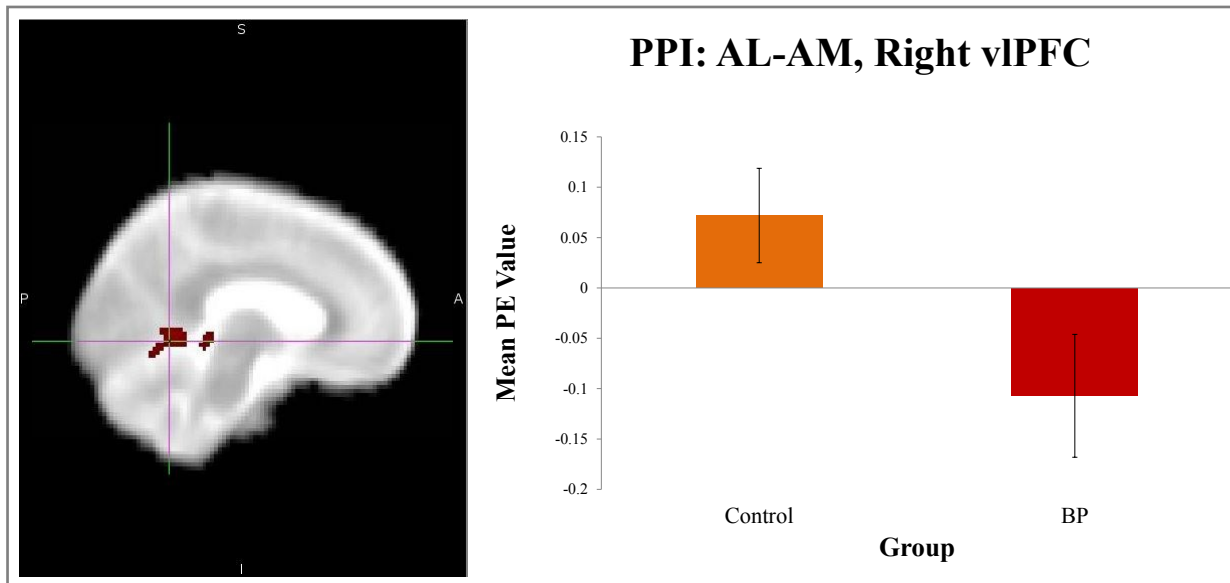 S
P
A
I
PPI: AL-AM, Right vlPFC
Mean PE Value
0.15
0.1
0.05
0
-0.05
-0.1
-0.15
-0.2
Control
BP
Group